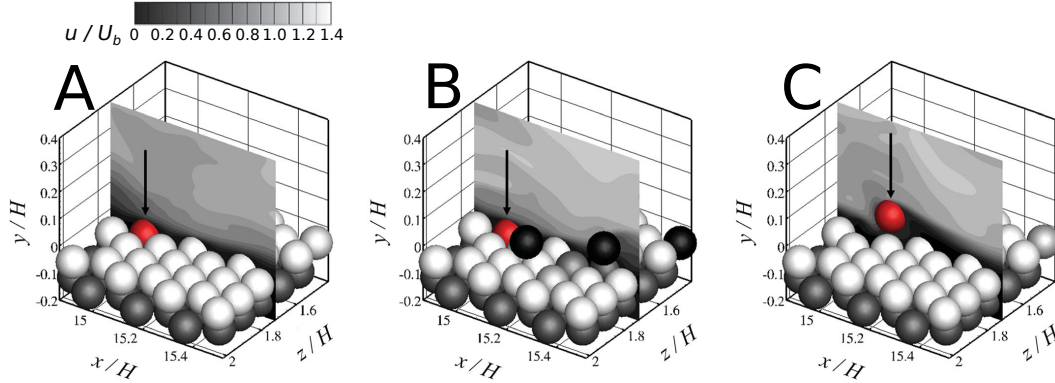 u / U_b 0 0.2 0.4 0.6 0.8 1.0 1.2 1.4
A B C
0.4 0.4 0.4
0.3 0.3 0.3
0.2 0.2 0.2
0.1 0.1 0.1
0 0 0
-0.1 -0.1 -0.1
-0.2 -0.2 -0.2
y / H y / H y / H
15 15.2 15.4 15 15.2 15.4 15 15.2 15.4
x / H x / H x / H
2 1.8 1.6 2 1.8 1.6 2 1.8 1.6
z / H z / H z / H